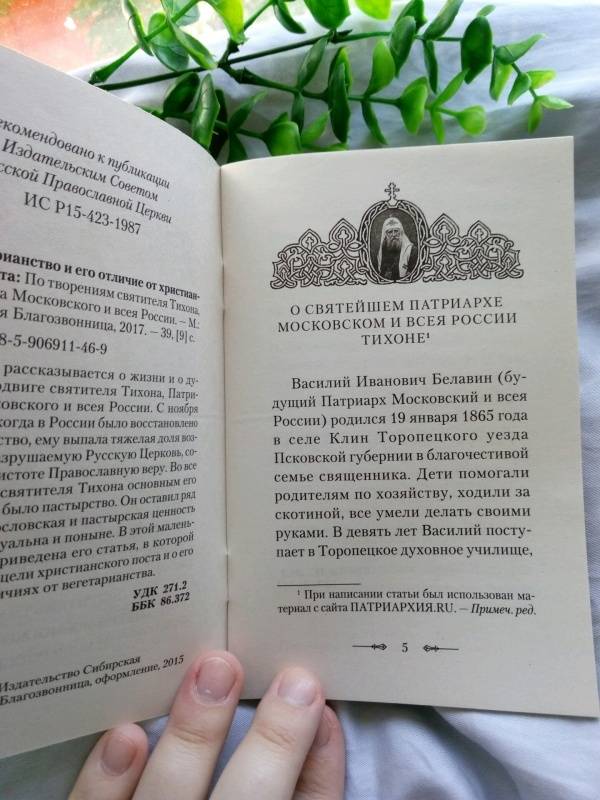 екомендовано к публикации
Издательским Советом
сской Православной Церкви
ИС Р15-423-1987
рианство и его отличие от христиан-
та: По творениям святителя Тихона,
а Московского и всея России. – М.:
я Благозвонница, 2017. – 39, [9] с.
8-5-906911-46-9
рассказывается о жизни и о ду-
одвиге святителя Тихона, Патри-
ковского и всея России. С ноября
когда в России было восстановлено
ство, ему выпала тяжелая доля воз-
азрушаемую Русскую Церковь, со-
истоте Православную веру. Во все
святителя Тихона основным его
было пастырство. Он оставил ряд
ословская и пастырская ценность
уальна и поныне. В этой малень-
риведена его статья, в которой
цели христианского поста и о его
ичиях от вегетарианства.
УДК 271.2
ББК 86.372
Издательство Сибирская
Благозвонница, оформление, 2015
О СВЯТЕЙШЕМ ПАТРИАРХЕ
МОСКОВСКОМ И ВСЕЯ РОССИИ
ТИХОНЕ¹
Василий Иванович Белавин (бу-
дущий Патриарх Московский и всея
России) родился 19 января 1865 года
в селе Клин Торопецкого уезда
Псковской губернии в благочестивой
семье священника. Дети помогали
родителям по хозяйству, ходили за
скотиной, все умели делать своими
руками. В девять лет Василий посту-
пает в Торопецкое духовное училище,
¹ При написании статьи был использован ма-
териал с сайта ПАТРИАРХИЯ.RU. – Примеч. ред.
5